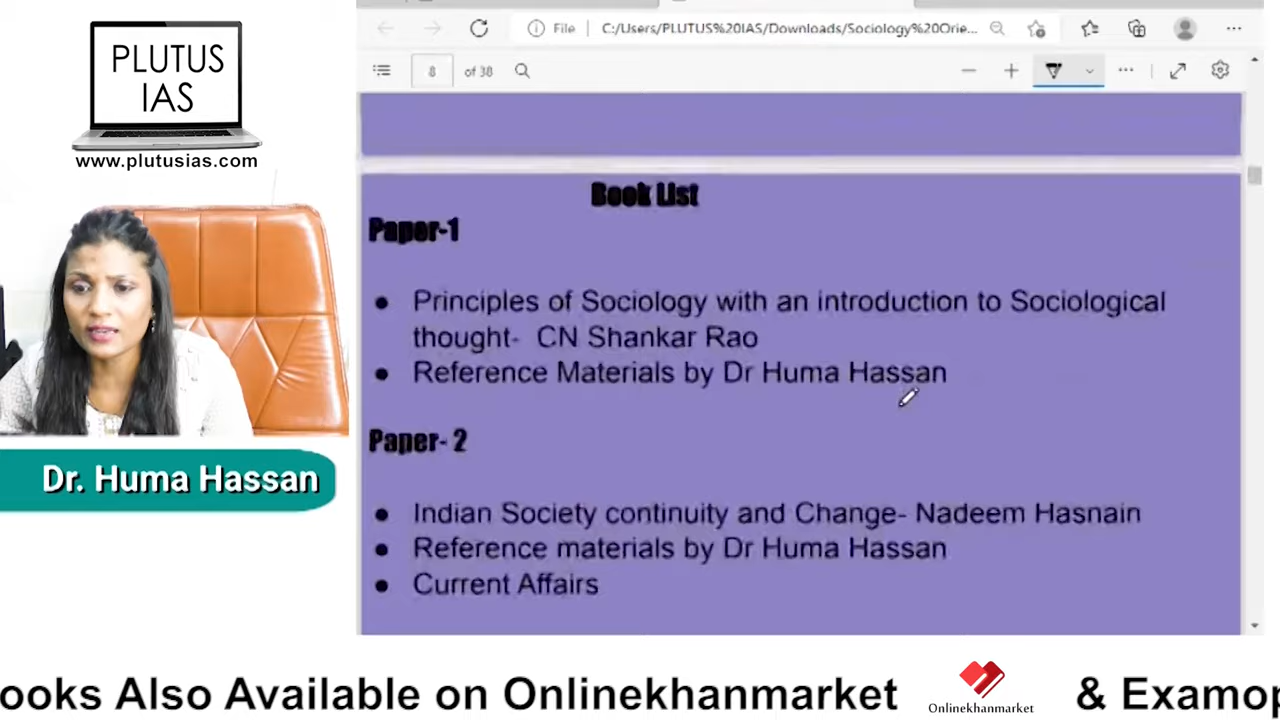 PLUTUS
IAS
www.plutusias.com
File
C:/Users/PLUTUS%20IAS/Downloads/Sociology%20Orie...
8
of 38
Book List
Paper-1
● Principles of Sociology with an introduction to Sociological
thought- CN Shankar Rao
● Reference Materials by Dr Huma Hassan
Paper- 2
● Indian Society continuity and Change- Nadeem Hasnain
● Reference materials by Dr Huma Hassan
● Current Affairs
Dr. Huma Hassan
ooks Also Available on Onlinekhanmarket
Onlinekhanmarket
& Examop